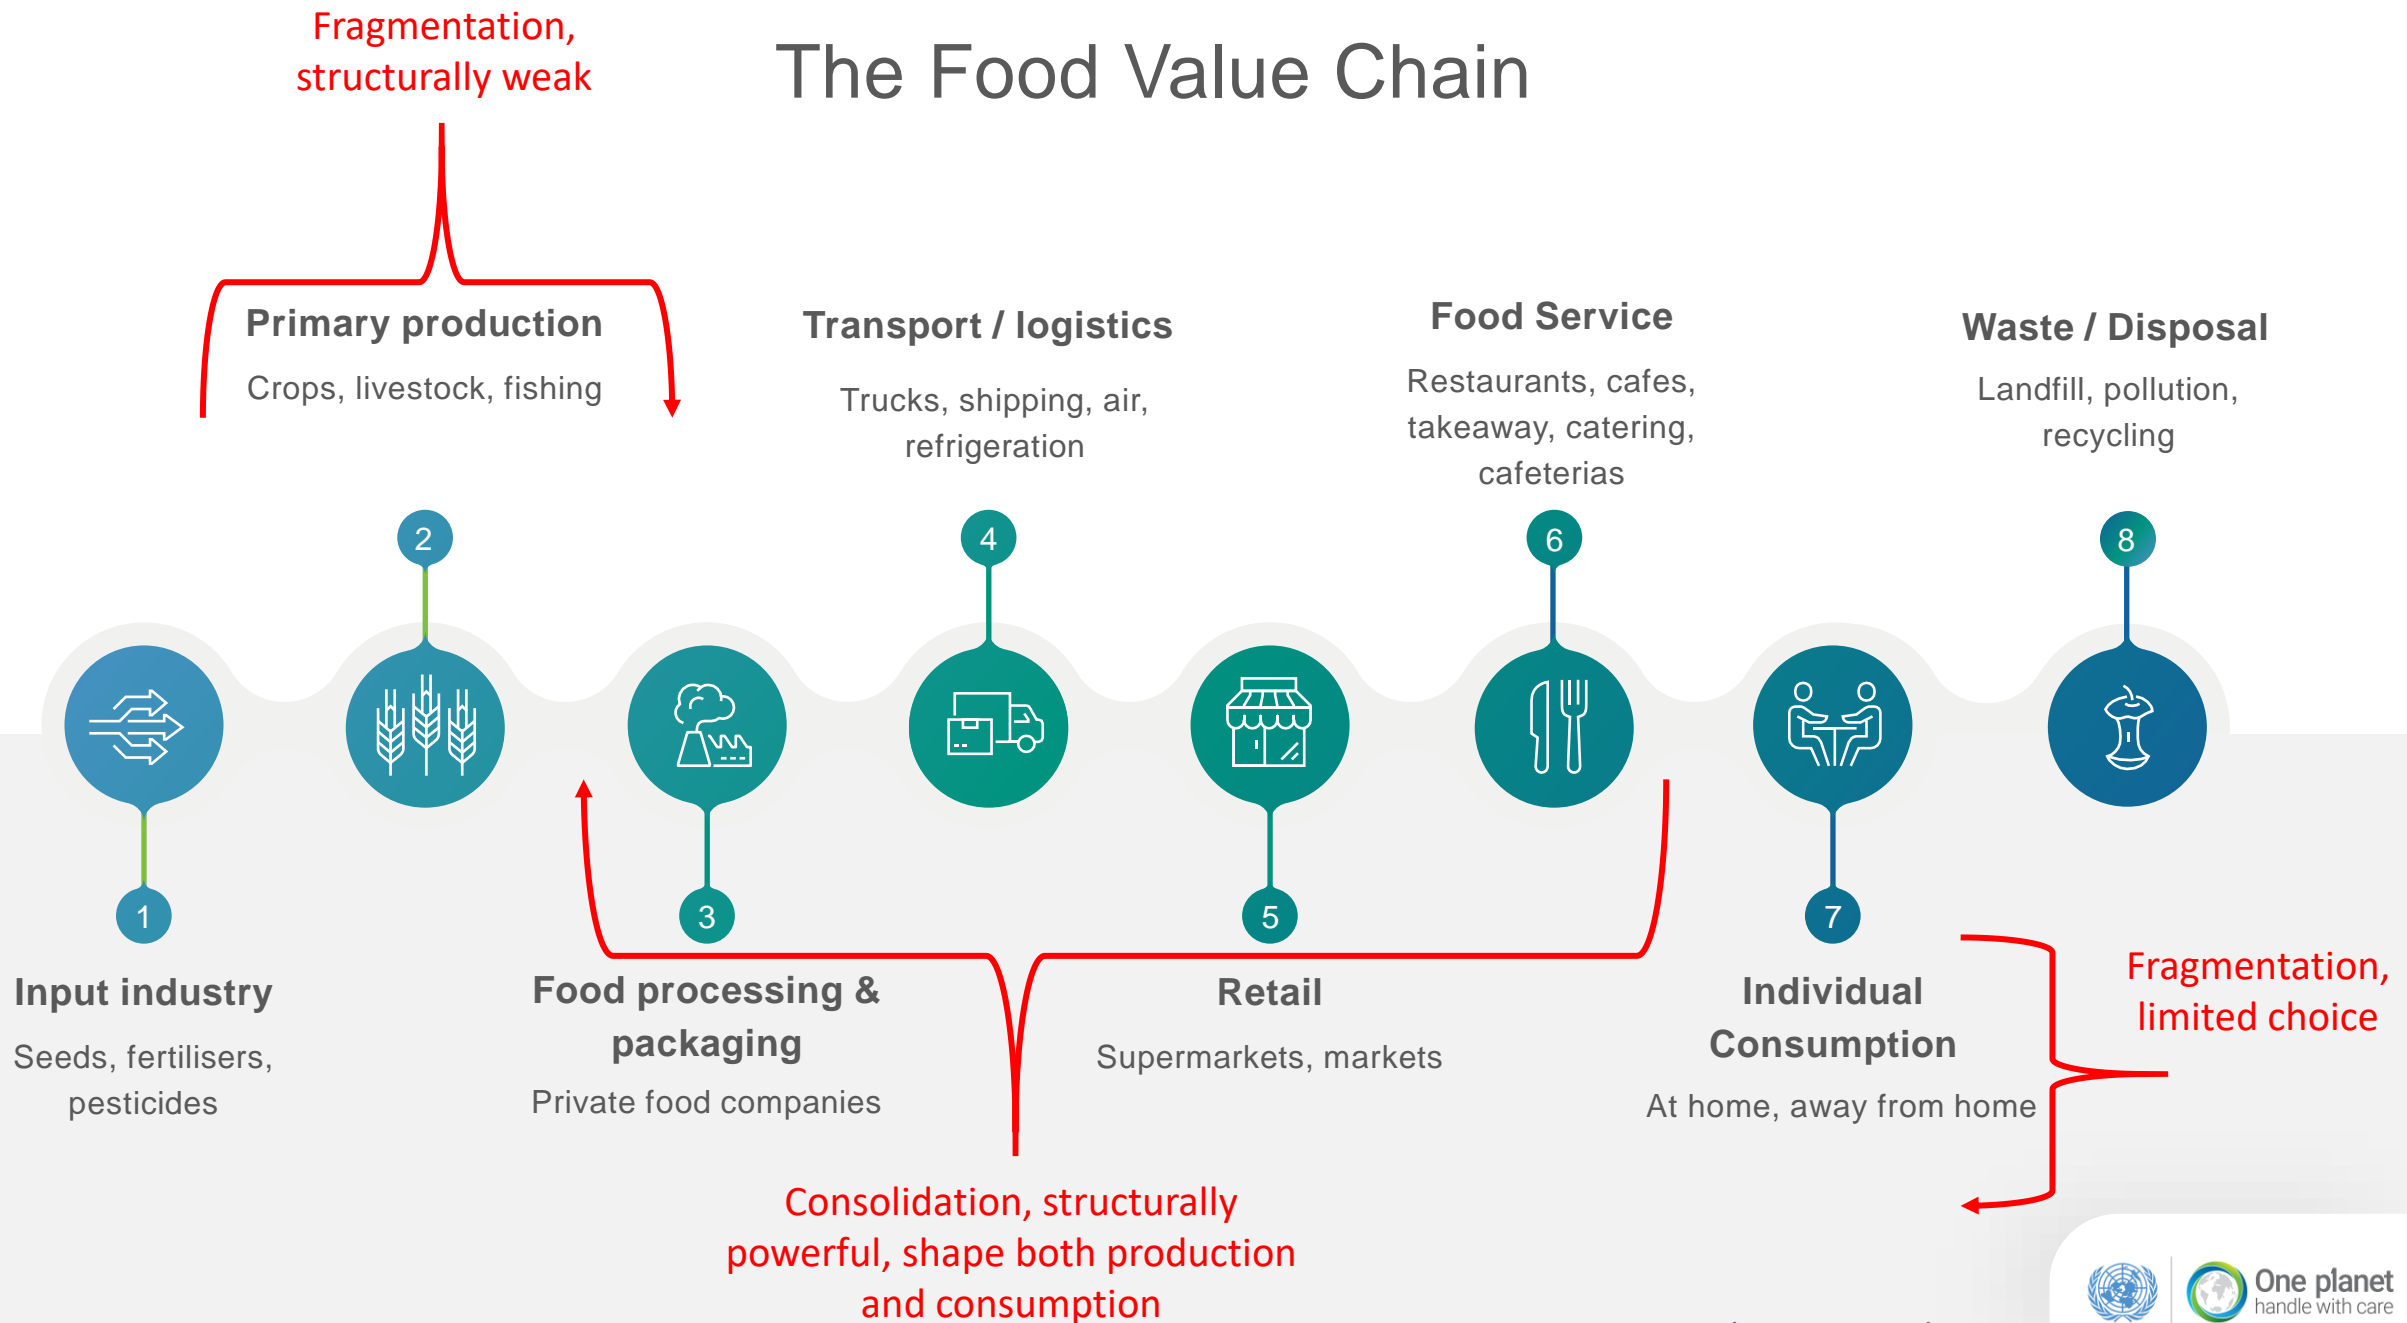 Fragmentation,
structurally weak
The Food Value Chain
Primary production
Crops, livestock, fishing
Transport / logistics
Trucks, shipping, air,
refrigeration
Food Service
Restaurants, cafes,
takeaway, catering,
cafeterias
Waste / Disposal
Landfill, pollution,
recycling
2
4
6
8
1
3
5
7
Input industry
Seeds, fertilisers,
pesticides
Food processing &
packaging
Private food companies
Retail
Supermarkets, markets
Individual
Consumption
At home, away from home
Fragmentation,
limited choice
Consolidation, structurally
powerful, shape both production
and consumption
One planet
handle with care